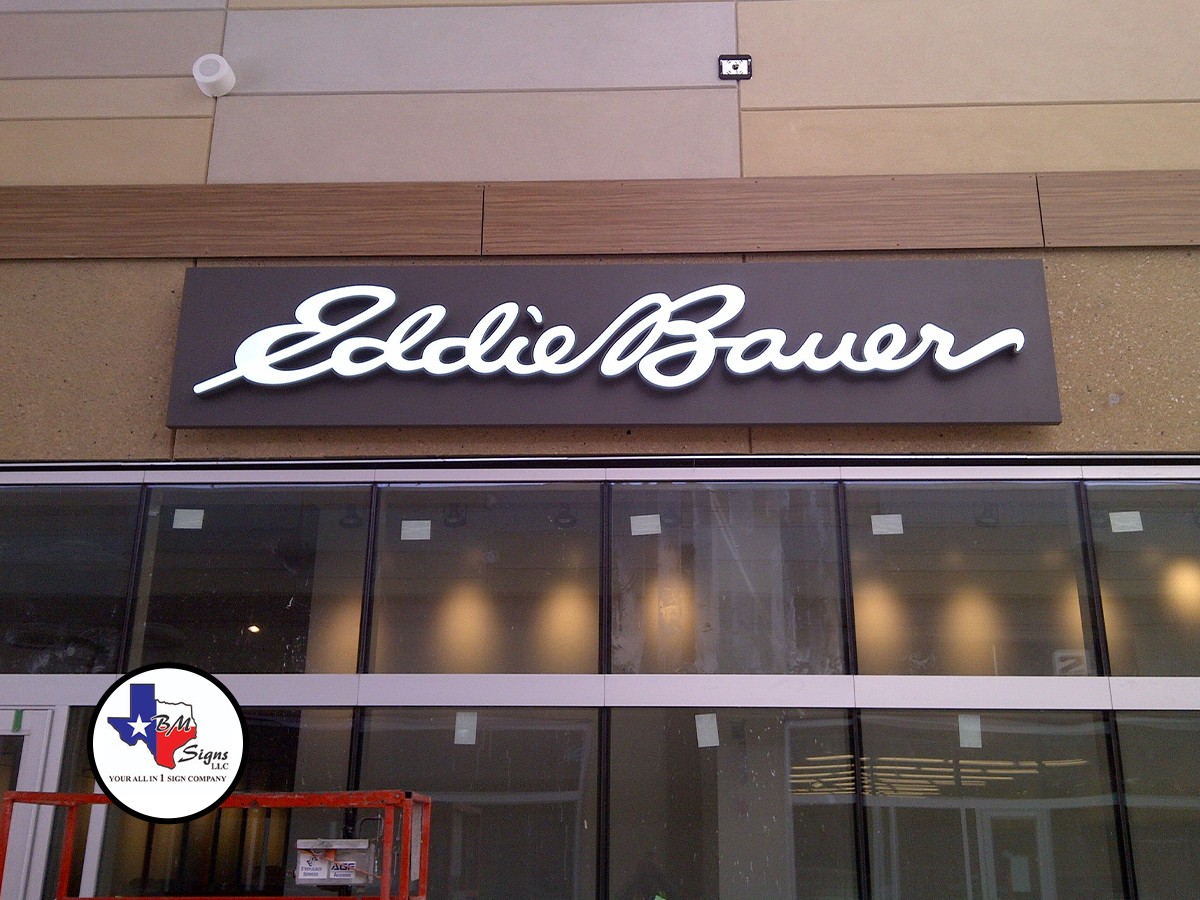 Eddie Bauer
BM
Signs
LLC
YOUR ALL IN 1 SIGN COMPANY